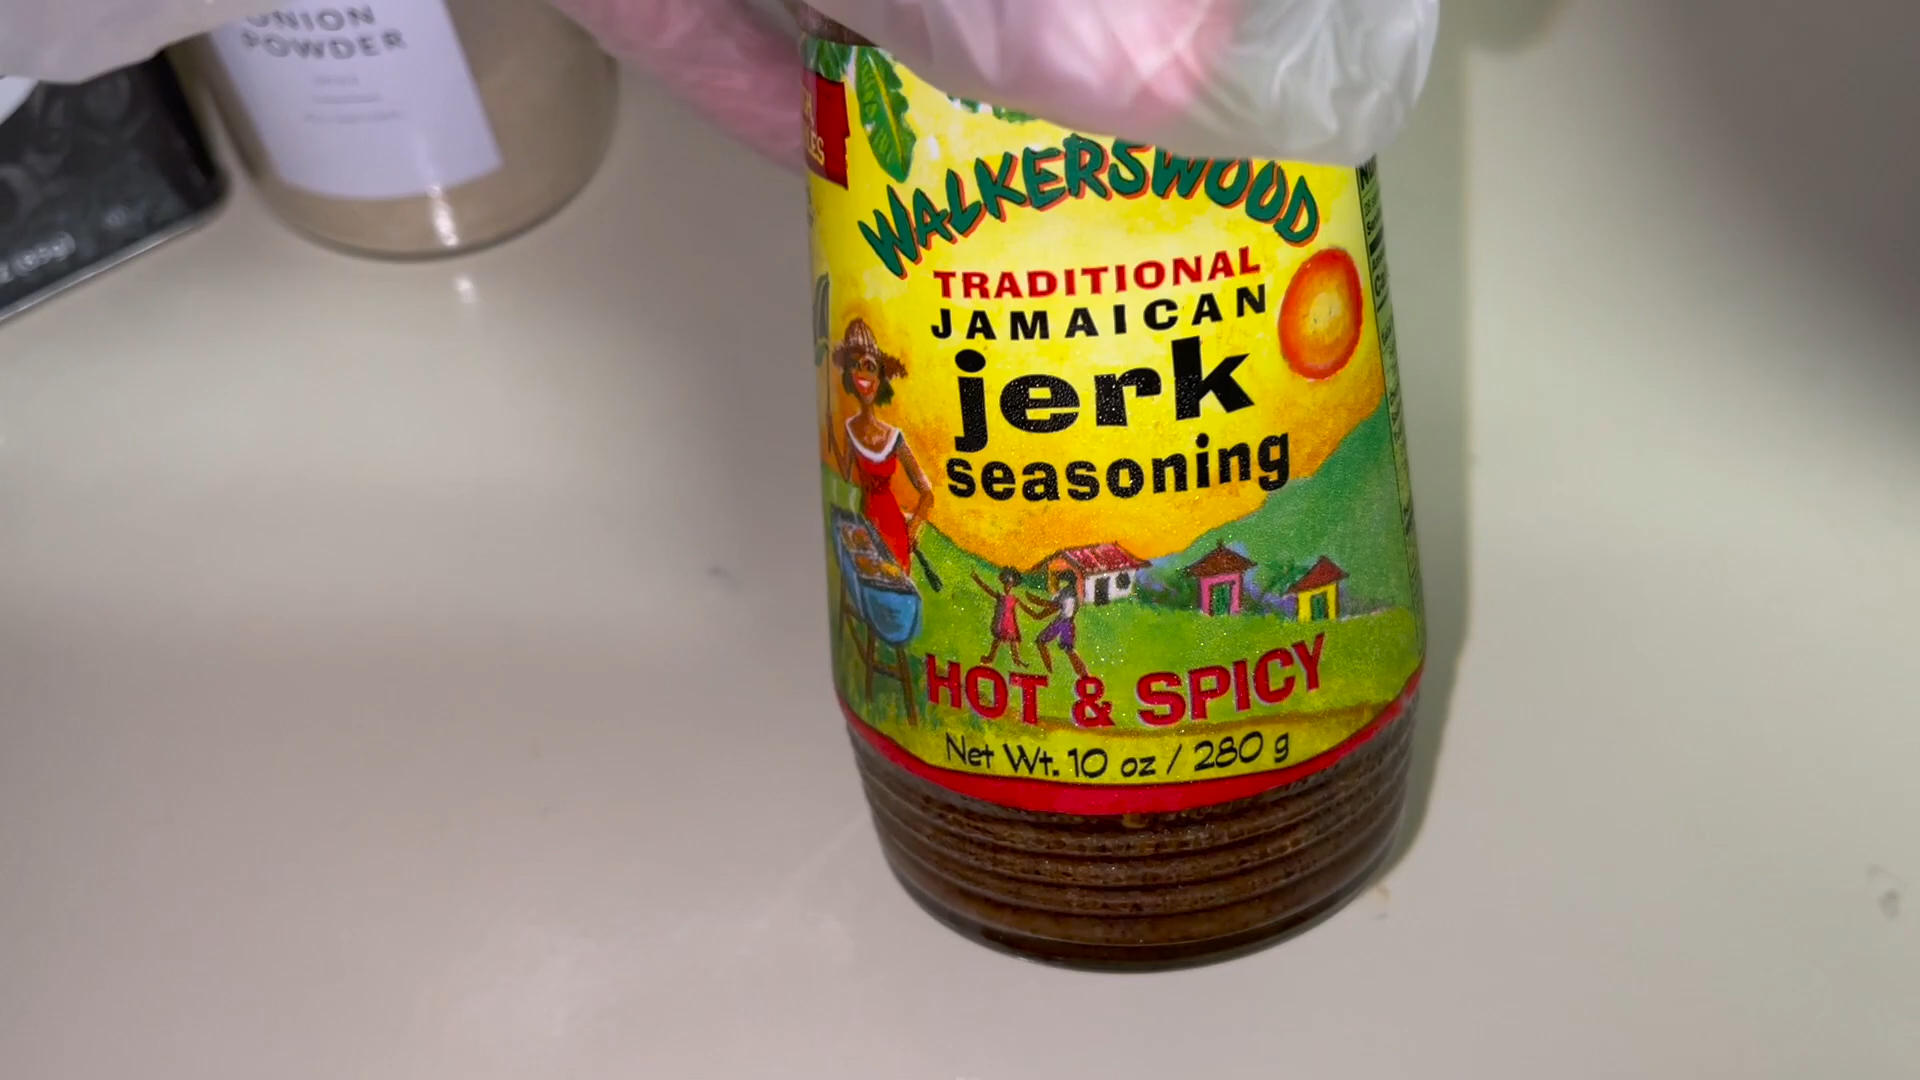 ONION
POWDER
WALKERSWOOD
TRADITIONAL
JAMAICAN
jerk
seasoning
HOT & SPICY
Net Wt. 10 oz / 280 g